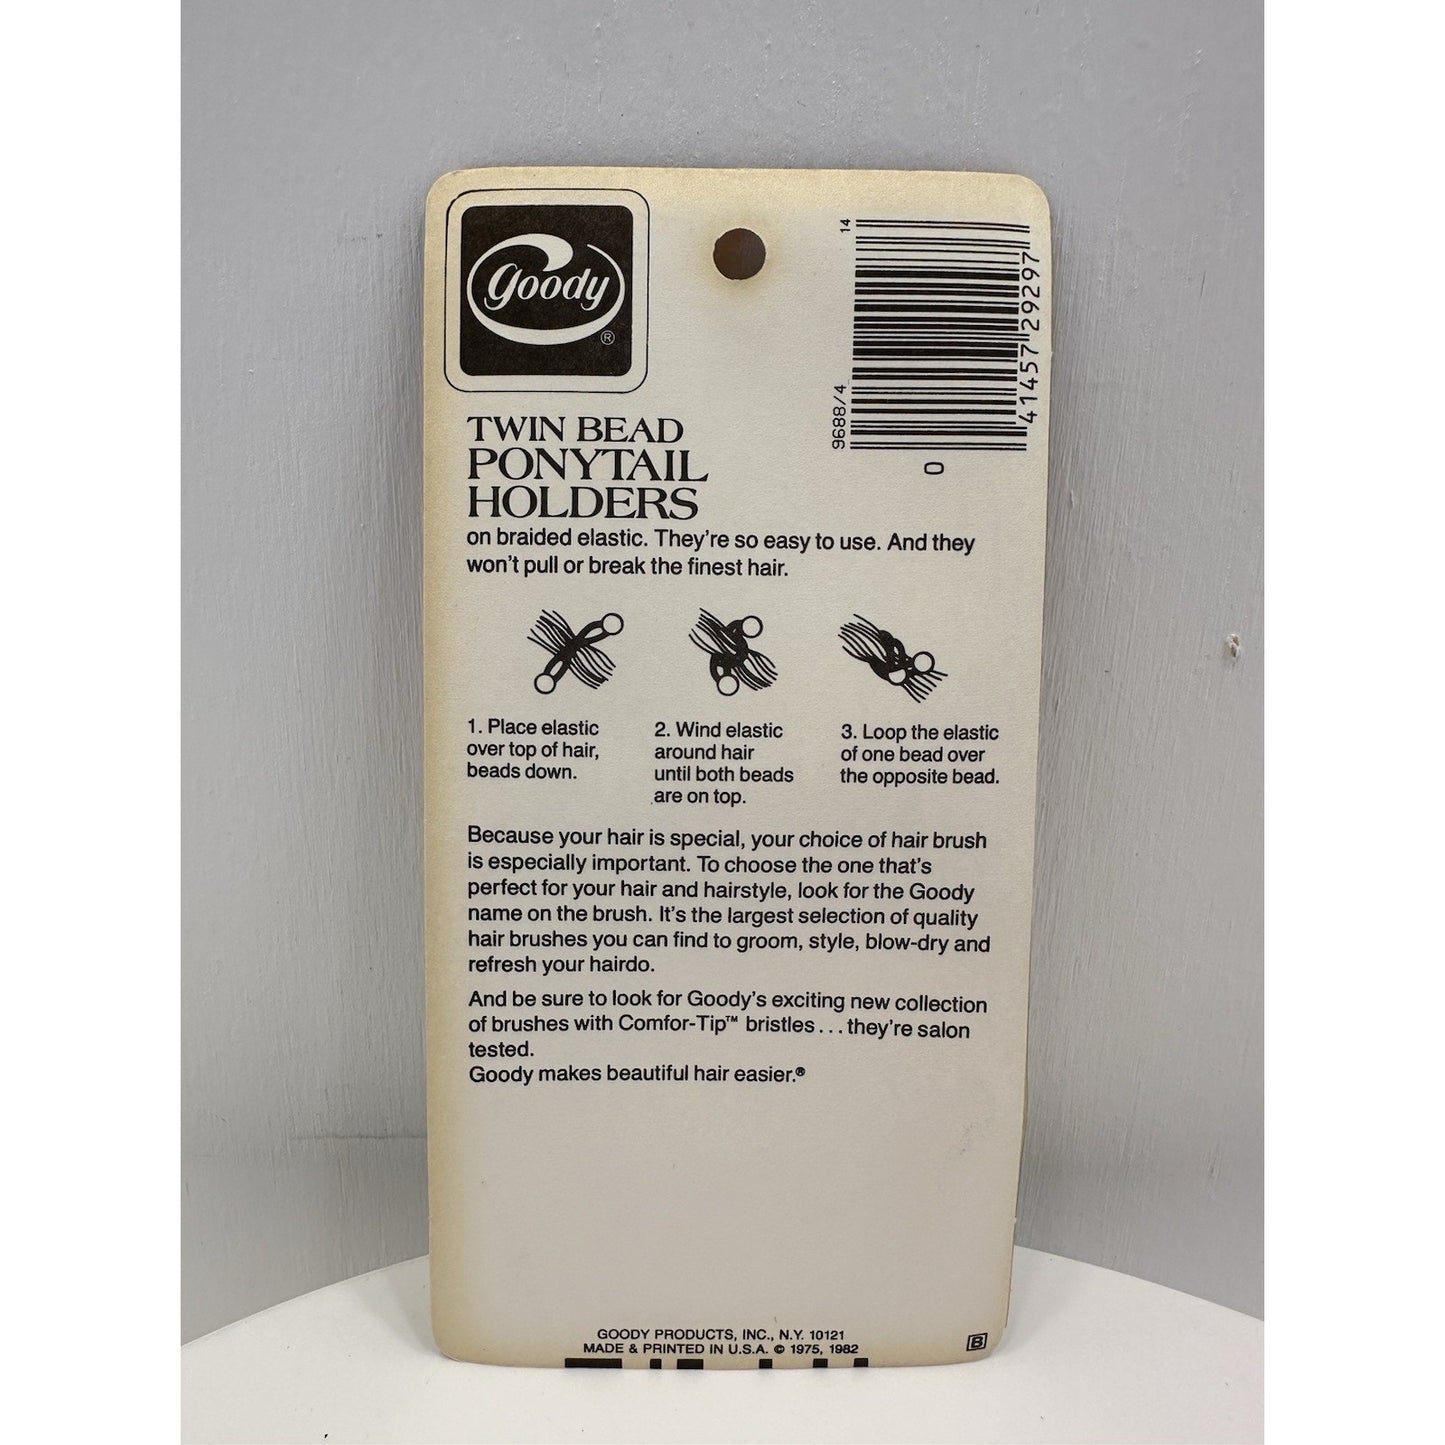 goody
®
14
9688/4
41457 29297
0
TWIN BEAD
PONYTAIL
HOLDERS
on braided elastic. They're so easy to use. And they
won't pull or break the finest hair.
1. Place elastic
over top of hair,
beads down.
2. Wind elastic
around hair
until both beads
are on top.
3. Loop the elastic
of one bead over
the opposite bead.
Because your hair is special, your choice of hair brush
is especially important. To choose the one that's
perfect for your hair and hairstyle, look for the Goody
name on the brush. It's the largest selection of quality
hair brushes you can find to groom, style, blow-dry and
refresh your hairdo.
And be sure to look for Goody's exciting new collection
of brushes with Comfor-Tip™ bristles...they're salon
tested.
Goody makes beautiful hair easier.®
GOODY PRODUCTS, INC., N.Y. 10121
MADE & PRINTED IN U.S.A. © 1975, 1982
B